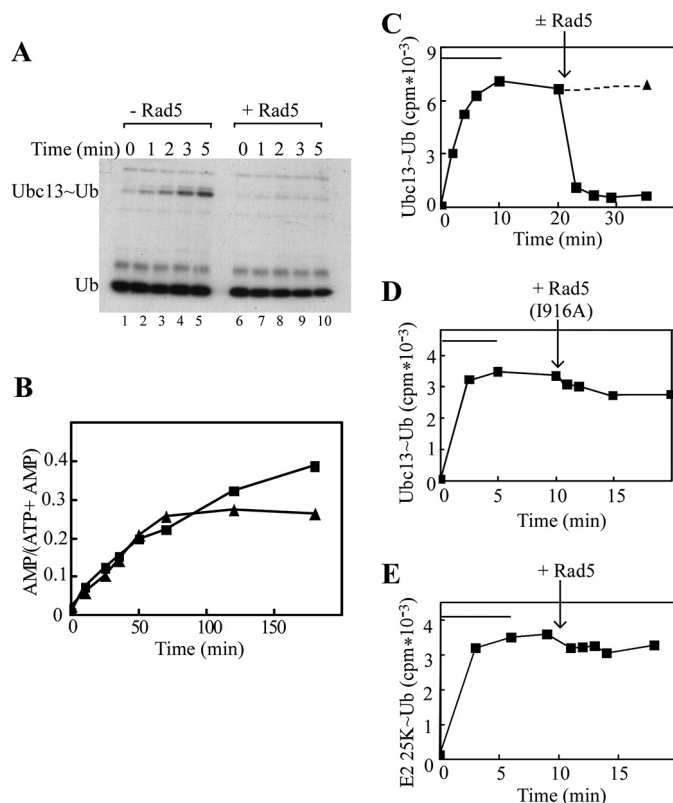 A
- Rad5
+ Rad5
Time (min) 0 1 2 3 5 0 1 2 3 5
Ubc13~Ub
Ub
1 2 3 4 5 6 7 8 9 10
B
AMP/(ATP+ AMP)
0.4
0.3
0.2
0.1
0
0 50 100 150
Time (min)
C
± Rad5
Ubc13~Ub (cpm*10-3)
9
6
3
0
0 10 20 30
Time (min)
D
+ Rad5
(I916A)
Ubc13~Ub (cpm*10-3)
4
3
2
1
0
0 5 10 15
Time (min)
E
+ Rad5
E2 25K~Ub (cpm*10-3)
4
3
2
1
0
0 5 10 15
Time (min)